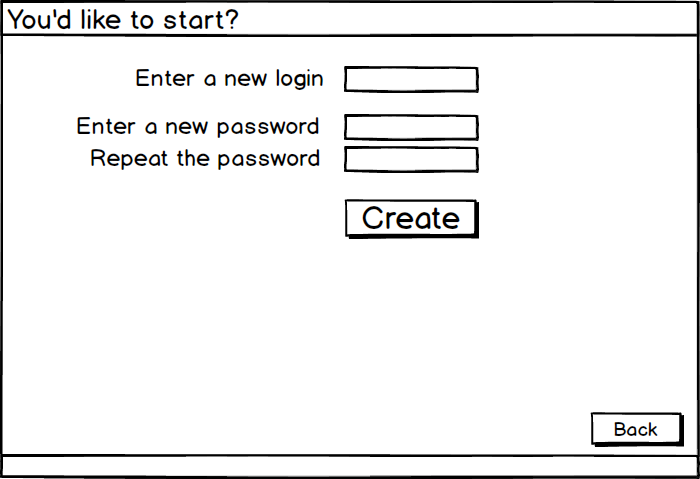 You'd like to start?
Enter a new login
Enter a new password
Repeat the password
Create
Back